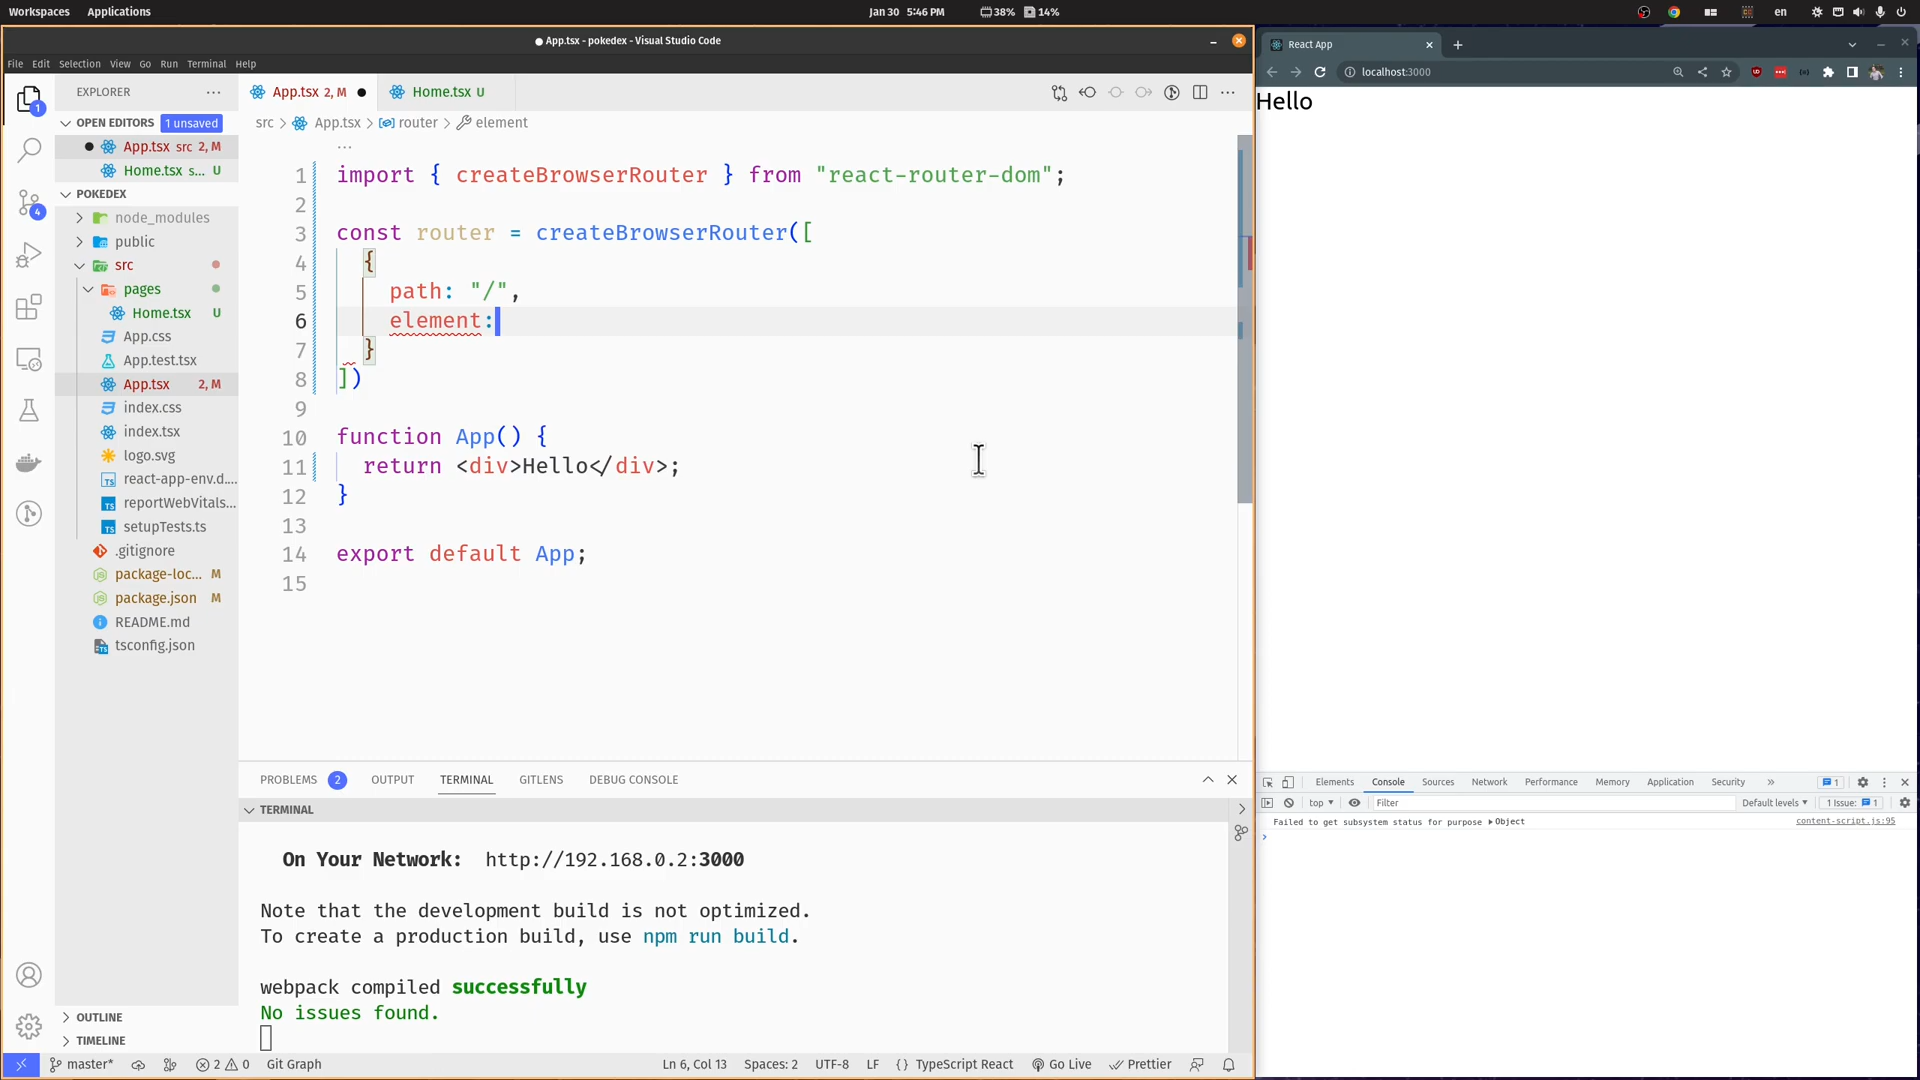 Workspaces Applications Jan 30 5:46 PM 38% 14% en
App.tsx - pokedex - Visual Studio Code
File Edit Selection View Go Run Terminal Help
EXPLORER
OPEN EDITORS 1 unsaved
App.tsx src 2, M
Home.tsx s... U
POKEDEX
node_modules
public
src
pages
Home.tsx U
App.css
App.test.tsx
App.tsx 2, M
index.css
index.tsx
logo.svg
react-app-env.d....
reportWebVitals...
setupTests.ts
.gitignore
package-loc... M
package.json M
README.md
tsconfig.json
OUTLINE
TIMELINE
1
4
App.tsx 2, M
Home.tsx U
src > App.tsx > router > element
1 import { createBrowserRouter } from "react-router-dom";
2
3 const router = createBrowserRouter([
4 {
5 path: "/",
6 element:
7 }
8 ])
9
10 function App() {
11 return <div>Hello</div>;
12 }
13
14 export default App;
15
PROBLEMS 2 OUTPUT TERMINAL GITLENS DEBUG CONSOLE
TERMINAL
On Your Network: http://192.168.0.2:3000
Note that the development build is not optimized.
To create a production build, use npm run build.
webpack compiled successfully
No issues found.
master* 2 0 Git Graph Ln 6, Col 13 Spaces: 2 UTF-8 LF {} TypeScript React Go Live Prettier
React App
localhost:3000
Hello
Elements Console Sources Network Performance Memory Application Security » 1
top Filter Default levels 1 Issue: 1
Failed to get subsystem status for purpose ▶Object content-script.js:95